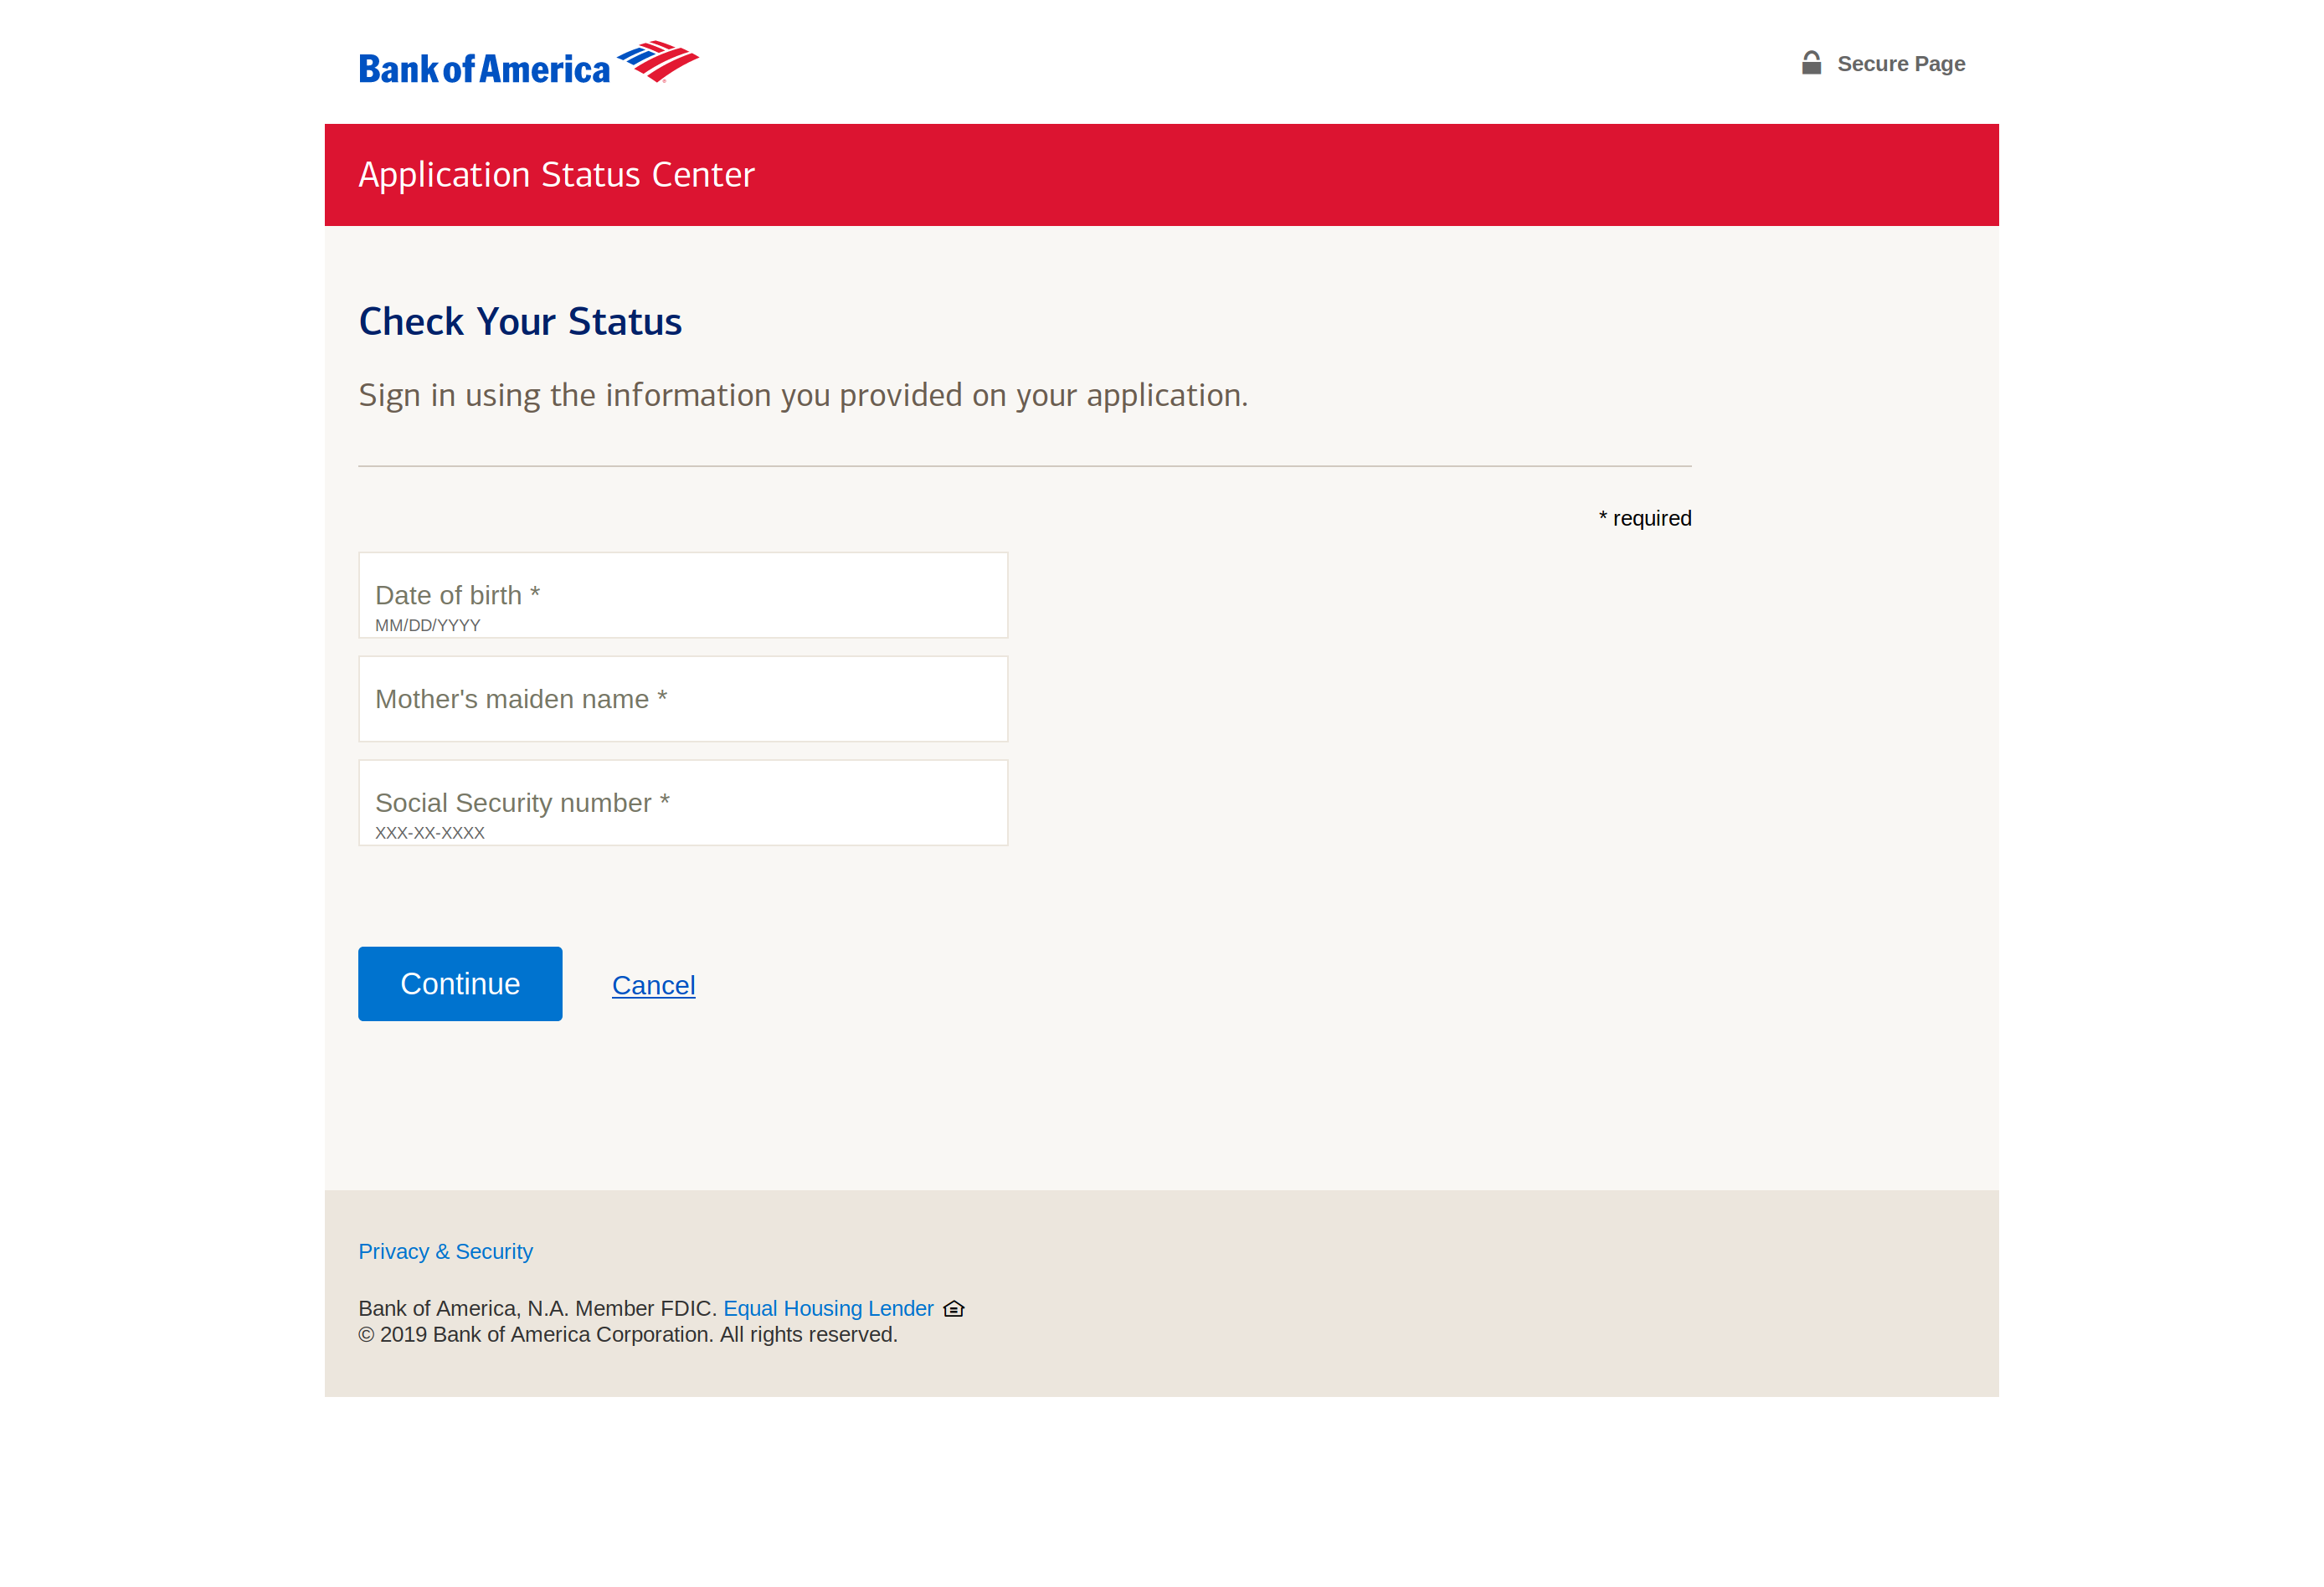 Bank of America
Secure Page
Application Status Center
Check Your Status
Sign in using the information you provided on your application.
* required
Date of birth *
MM/DD/YYYY
Mother's maiden name *
Social Security number *
XXX-XX-XXXX
Continue
Cancel
Privacy & Security
Bank of America, N.A. Member FDIC. Equal Housing Lender
© 2019 Bank of America Corporation. All rights reserved.